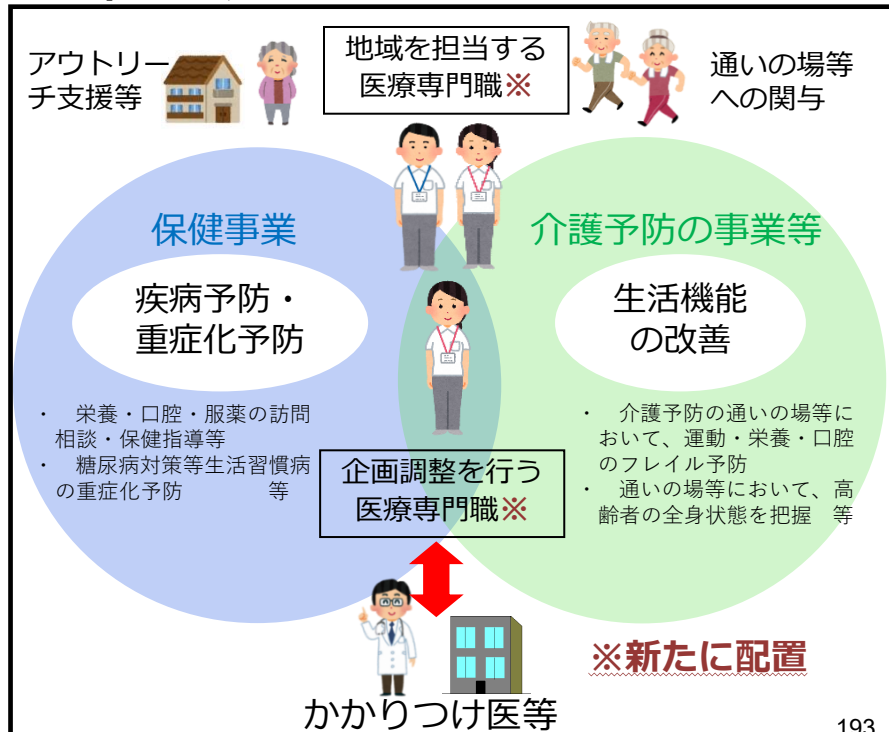 アウトリー
チ支援等
地域を担当する
医療専門職※
通いの場等
への関与
保健事業
疾病予防・
重症化予防
・　栄養・口腔・服薬の訪問
相談・保健指導等
・　糖尿病対策等生活習慣病
の重症化予防　　　　等
介護予防の事業等
生活機能
の改善
・　介護予防の通いの場等に
おいて、運動・栄養・口腔
のフレイル予防
・　通いの場等において、高
齢者の全身状態を把握　等
企画調整を行う
医療専門職※
かかりつけ医等
※新たに配置
193